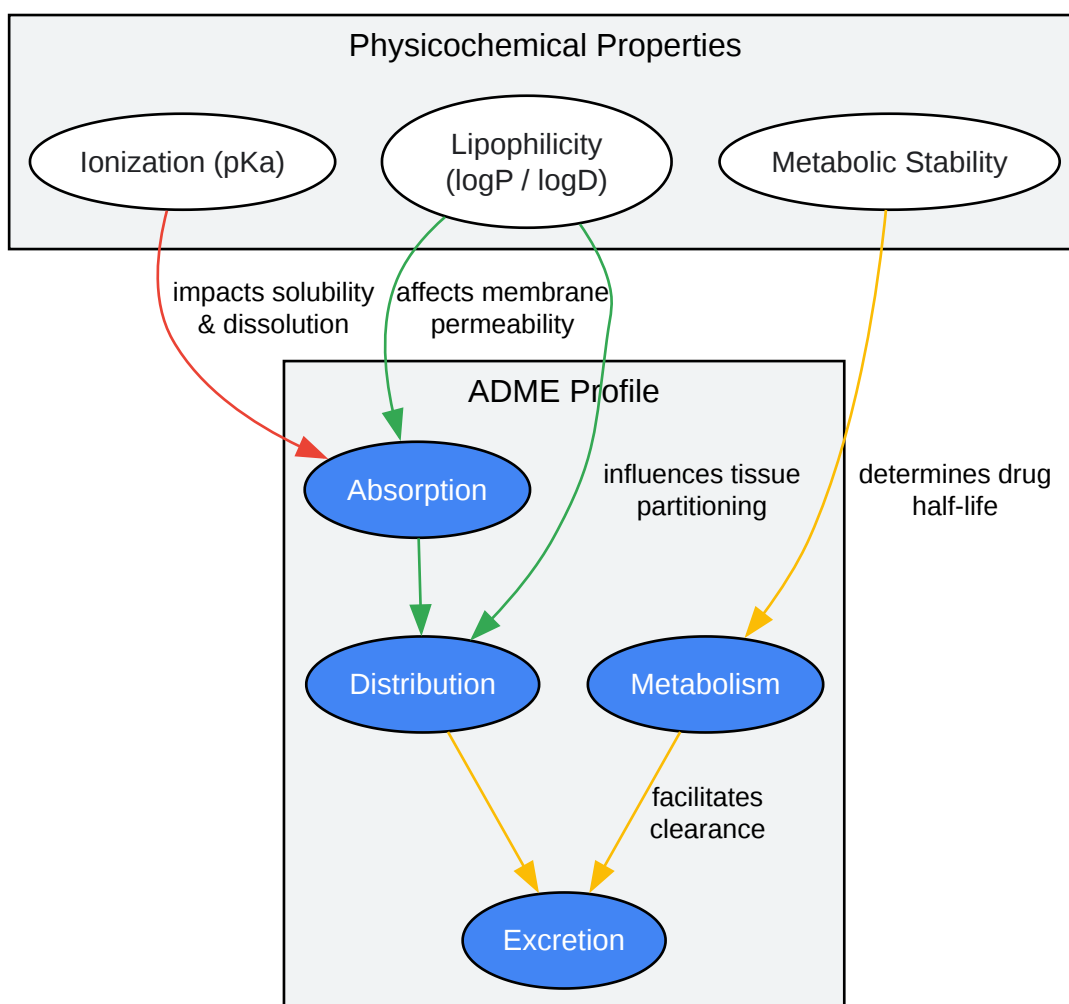 Physicochemical Properties
Ionization (pKa)
Lipophilicity
(logP / logD)
Metabolic Stability
impacts solubility
& dissolution
affects membrane
permeability
ADME Profile
Absorption
influences tissue
partitioning
determines drug
half-life
Distribution
Metabolism
facilitates
clearance
Excretion